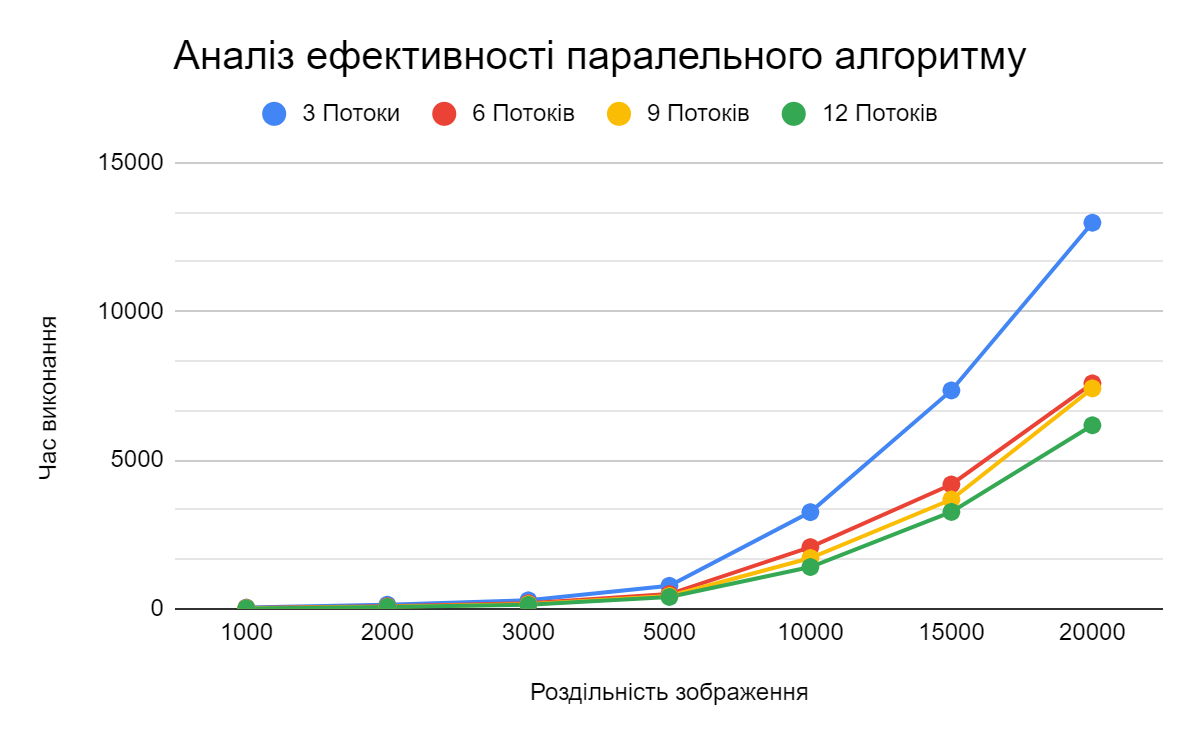 Аналіз ефективності паралельного алгоритму
3 Потоки 6 Потоків 9 Потоків 12 Потоків
15000
10000
5000
0
Час виконання
1000 2000 3000 5000 10000 15000 20000
Роздільність зображення